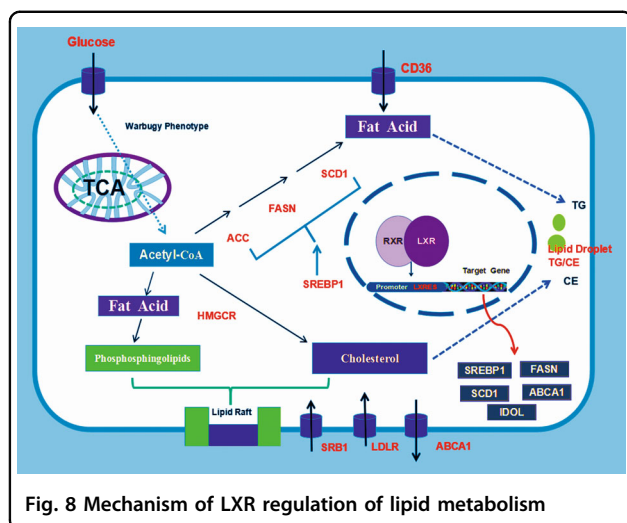 Glucose
CD36
Warbugy Phenotype
Fat Acid
TCA
SCD1
FASN
TG
RXR
LXR
ACC
Lipid Droplet
TG/CE
Acetyl-CoA
Target Gene
SREBP1
Promoter LXRES
CE
Fat Acid
HMGCR
Phosphosphingolipids
Cholesterol
SREBP1
FASN
SCD1
ABCA1
IDOL
Lipid Raft
SRB1
LDLR
ABCA1
Fig. 8 Mechanism of LXR regulation of lipid metabolism